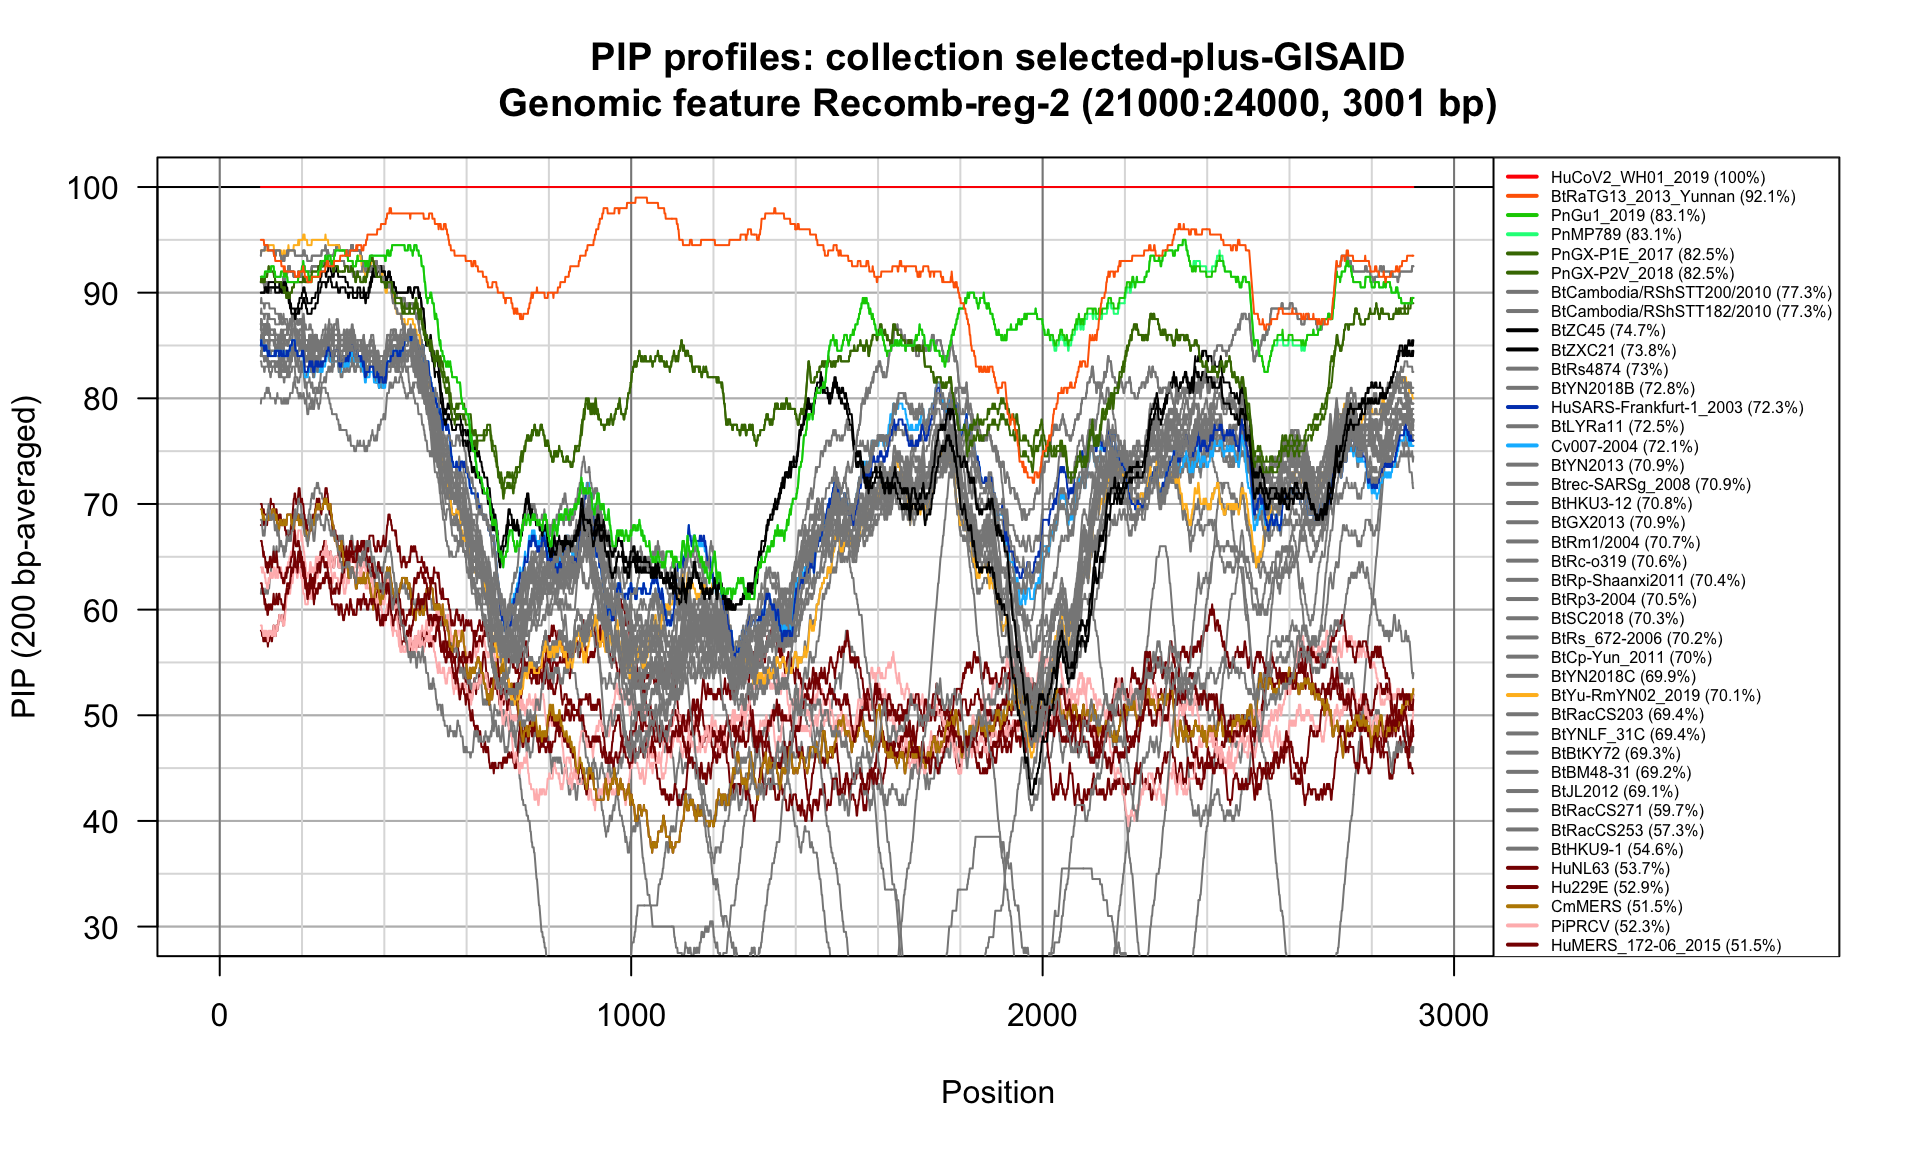 PIP profiles: collection selected-plus-GISAID
Genomic feature Recomb-reg-2 (21000:24000, 3001 bp)
PIP (200 bp-averaged)
100
90
80
70
60
50
40
30
0
1000
2000
3000
Position
HuCoV2_WH01_2019 (100%)
BtRaTG13_2013_Yunnan (92.1%)
PnGu1_2019 (83.1%)
PnMP789 (83.1%)
PnGX-P1E_2017 (82.5%)
PnGX-P2V_2018 (82.5%)
BtCambodia/RShSTT200/2010 (77.3%)
BtCambodia/RShSTT182/2010 (77.3%)
BtZC45 (74.7%)
BtZXC21 (73.8%)
BtRs4874 (73%)
BtYN2018B (72.8%)
HuSARS-Frankfurt-1_2003 (72.3%)
BtLYRa11 (72.5%)
Cv007-2004 (72.1%)
BtYN2013 (70.9%)
Btrec-SARSg_2008 (70.9%)
BtHKU3-12 (70.8%)
BtGX2013 (70.9%)
BtRm1/2004 (70.7%)
BtRc-o319 (70.6%)
BtRp-Shaanxi2011 (70.4%)
BtRp3-2004 (70.5%)
BtSC2018 (70.3%)
BtRs_672-2006 (70.2%)
BtCp-Yun_2011 (70%)
BtYN2018C (69.9%)
BtYu-RmYN02_2019 (70.1%)
BtRacCS203 (69.4%)
BtYNLF_31C (69.4%)
BtBtKY72 (69.3%)
BtBM48-31 (69.2%)
BtJL2012 (69.1%)
BtRacCS271 (59.7%)
BtRacCS253 (57.3%)
BtHKU9-1 (54.6%)
HuNL63 (53.7%)
Hu229E (52.9%)
CmMERS (51.5%)
PiPRCV (52.3%)
HuMERS_172-06_2015 (51.5%)